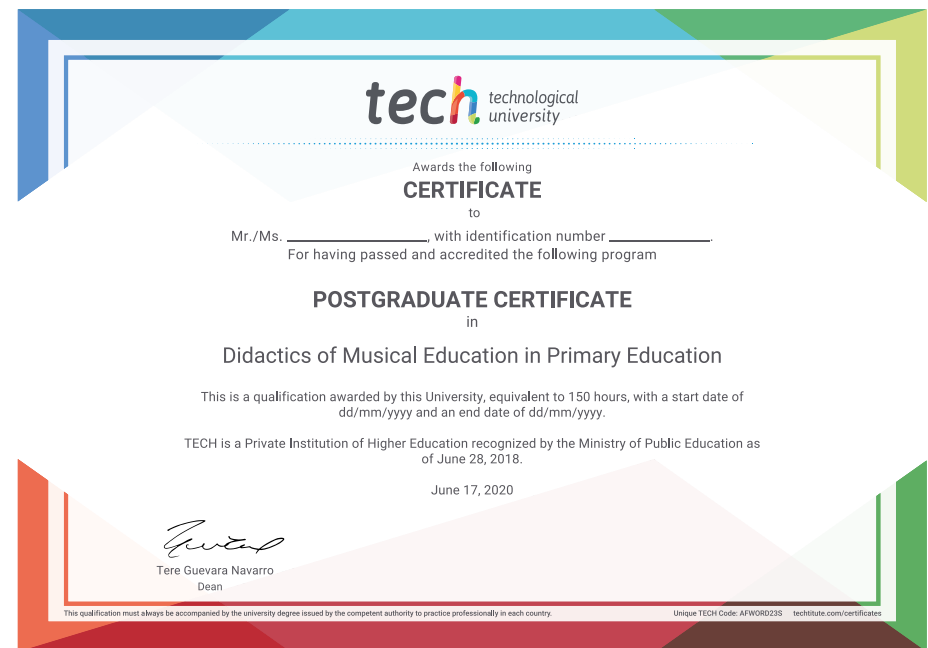 tech technological
university
Awards the following
CERTIFICATE
to
Mr./Ms. ____________, with identification number ____________.
For having passed and accredited the following program
POSTGRADUATE CERTIFICATE
in
Didactics of Musical Education in Primary Education
This is a qualification awarded by this University, equivalent to 150 hours, with a start date of
dd/mm/yyyy and an end date of dd/mm/yyyy.
TECH is a Private Institution of Higher Education recognized by the Ministry of Public Education as
of June 28, 2018.
June 17, 2020
Tere Guevara Navarro
Dean
This qualification must always be accompanied by the university degree issued by the competent authority to practice professionally in each country. Unique TECH Code: AFWORD23S techtitute.com/certificates